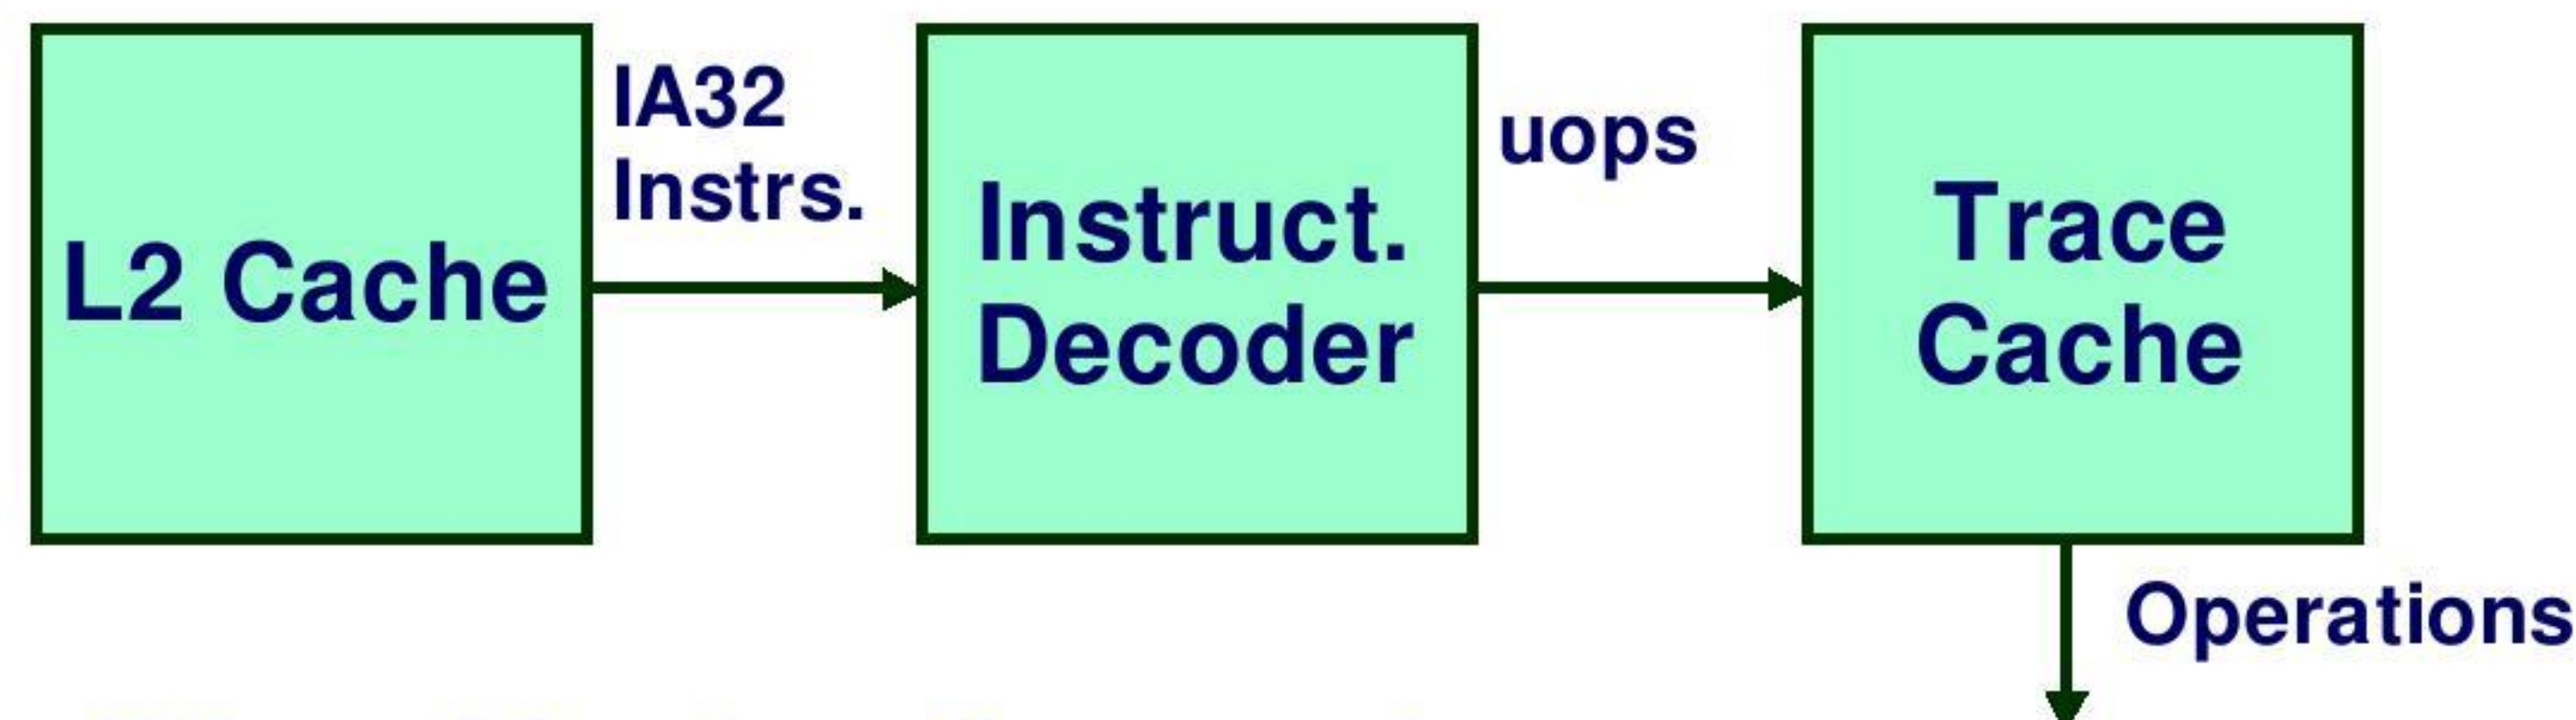 L2 Cache
IA32
Instrs.
Instruct.
Decoder
uops
Trace
Cache
Operations